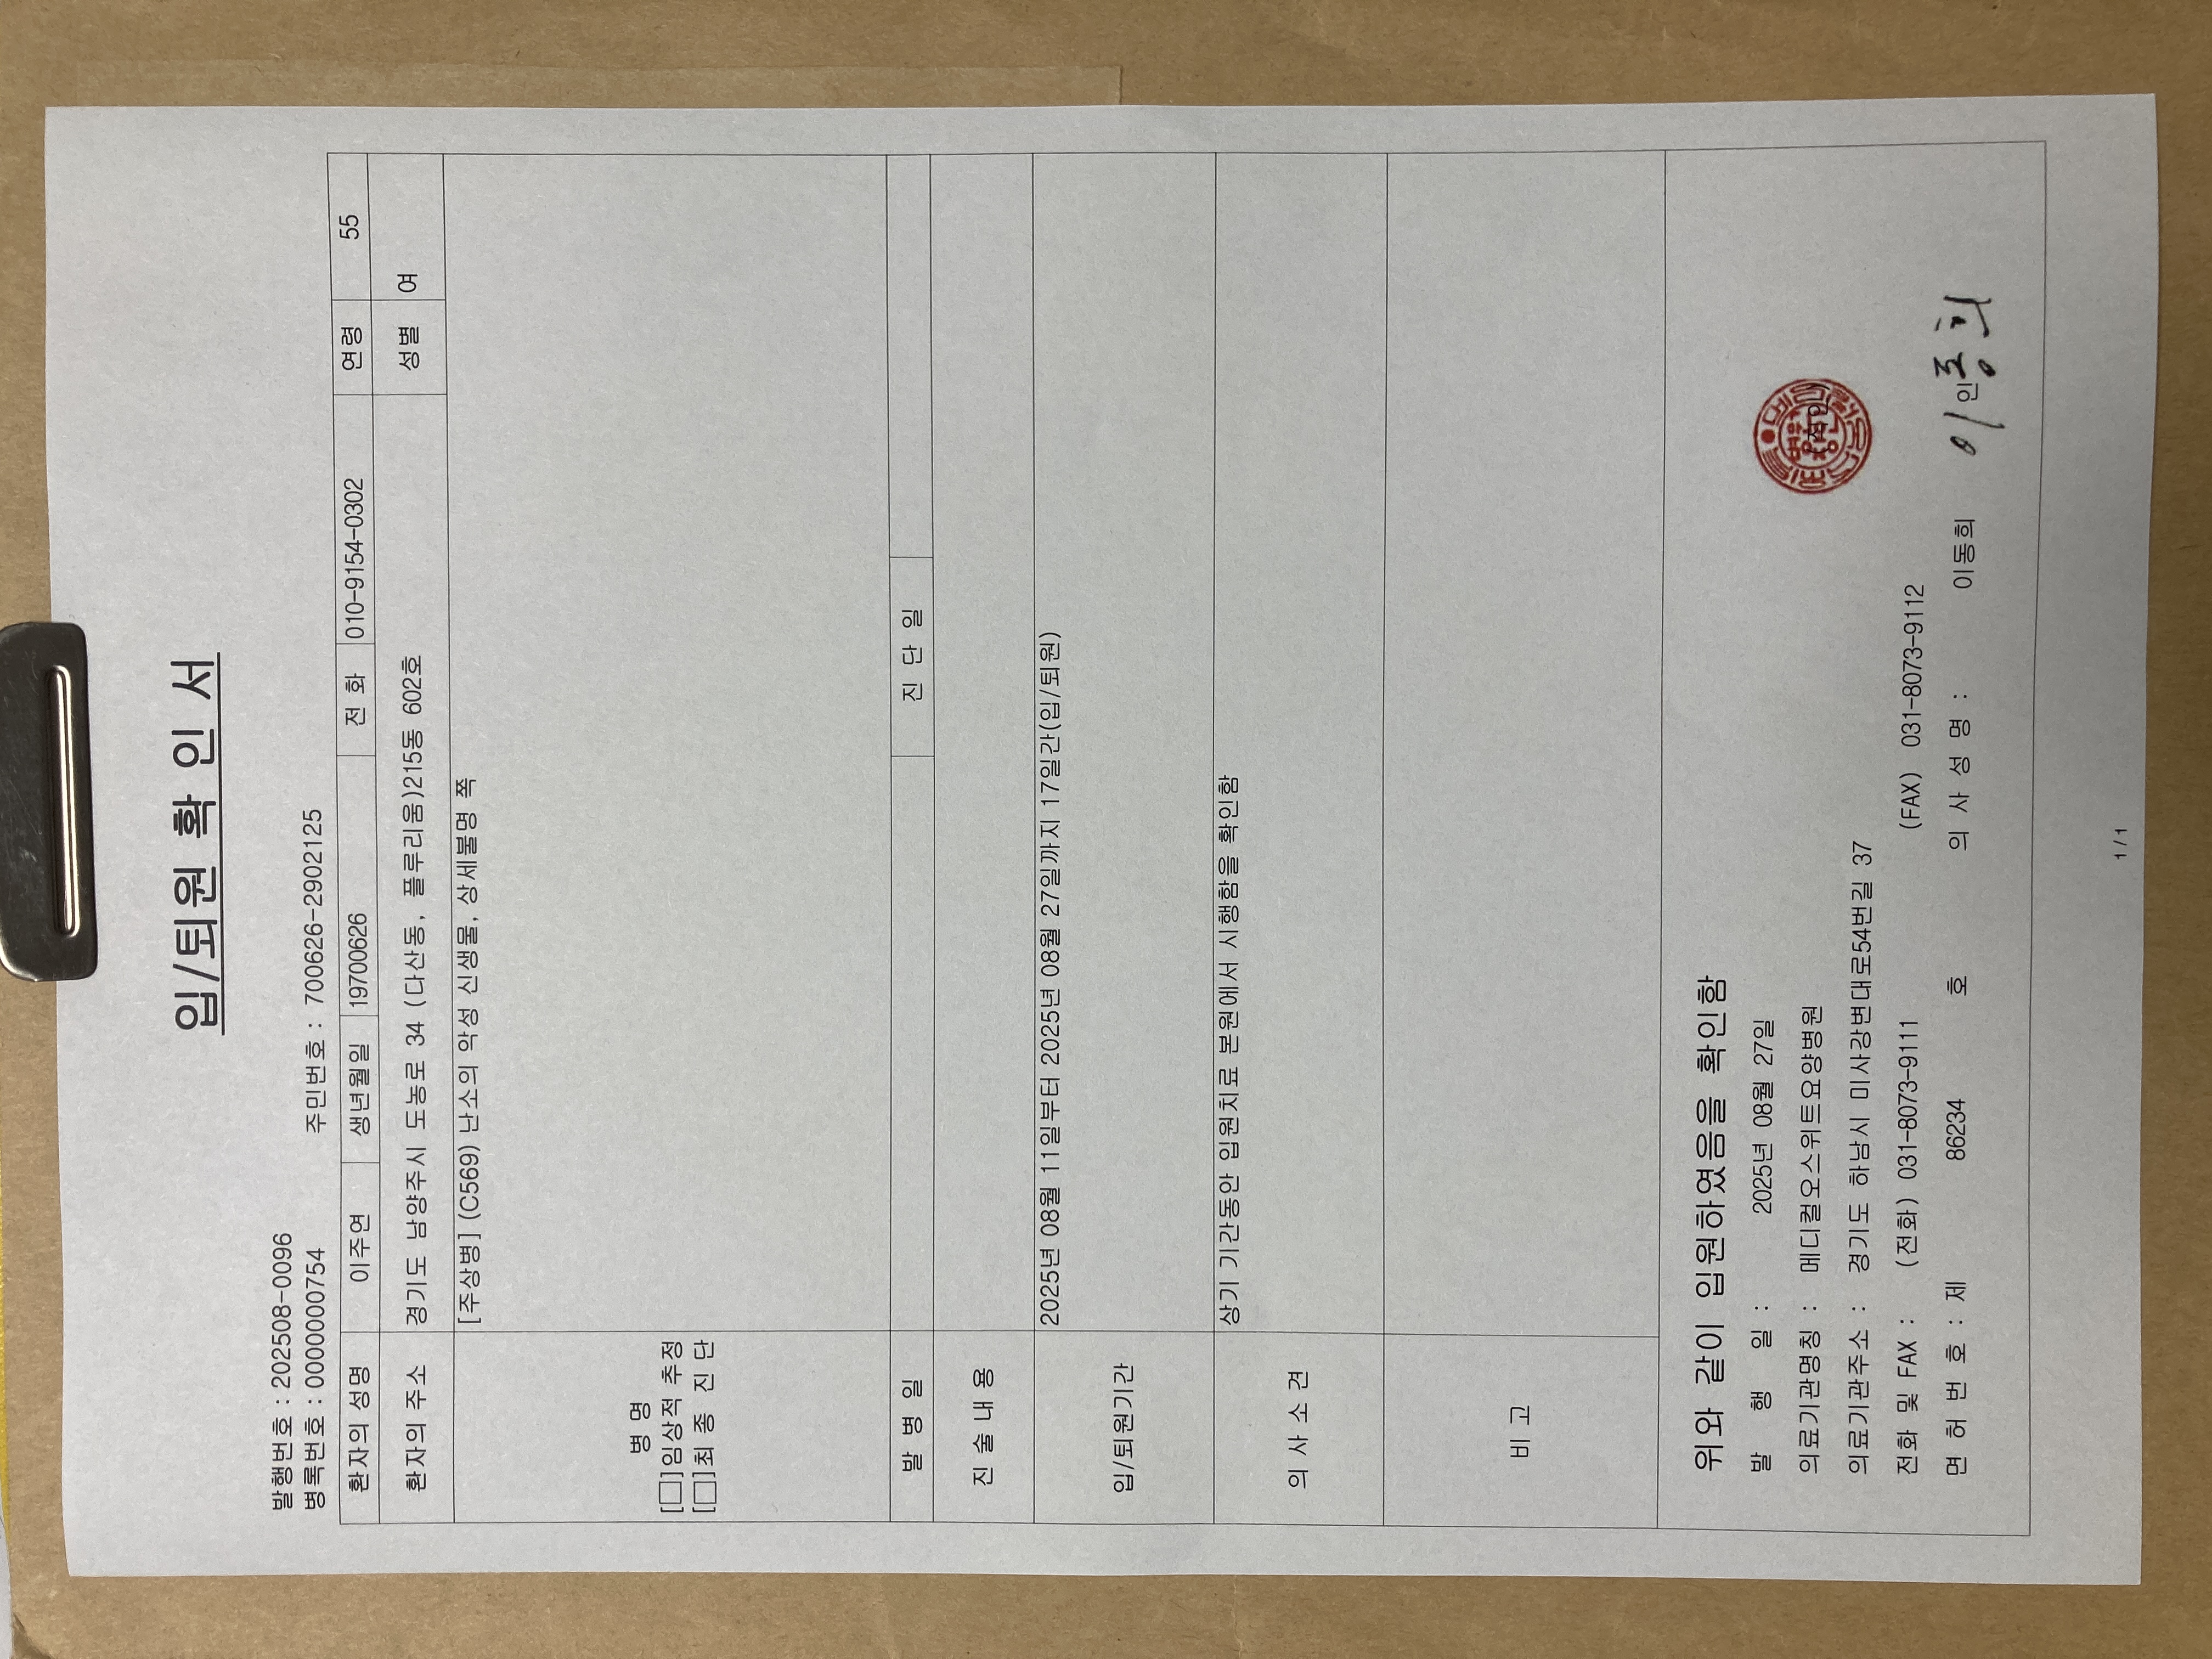 입/퇴원 확 인 서
발행번호 : 202508-0096
병록번호 : 0000000754 주민번호 : 700626-2902125
환자의 성명 이주연 생년월일 19700626 전 화 010-9154-0302 연령 55
환자의 주소 경기도 남양주시 도농로 34 (다산동, 플루리움)215동 602호 성별 여
병 명
[□]임상적 추정
[□]최 종 진 단
[주상병] (C569) 난소의 악성 신생물, 상세불명 쪽
발 병 일 진 단 일
진 술 내 용
입/퇴원기간 2025년 08월 11일부터 2025년 08월 27일까지 17일간(입/퇴원)
의 사 소 견 상기 기간동안 입원치료 본원에서 시행함을 확인함
비 고
위와 같이 입원하였음을 확인함
발 행 일 : 2025년 08월 27일
의료기관명칭 : 메디컬오스위트요양병원 (직인)
의료기관주소 : 경기도 하남시 미사강변대로54번길 37
전화 및 FAX : (전화) 031-8073-9111 (FAX) 031-8073-9112
면 허 번 호 : 제 86234 호 의 사 성 명 : 이동희 인 이동희
1 / 1